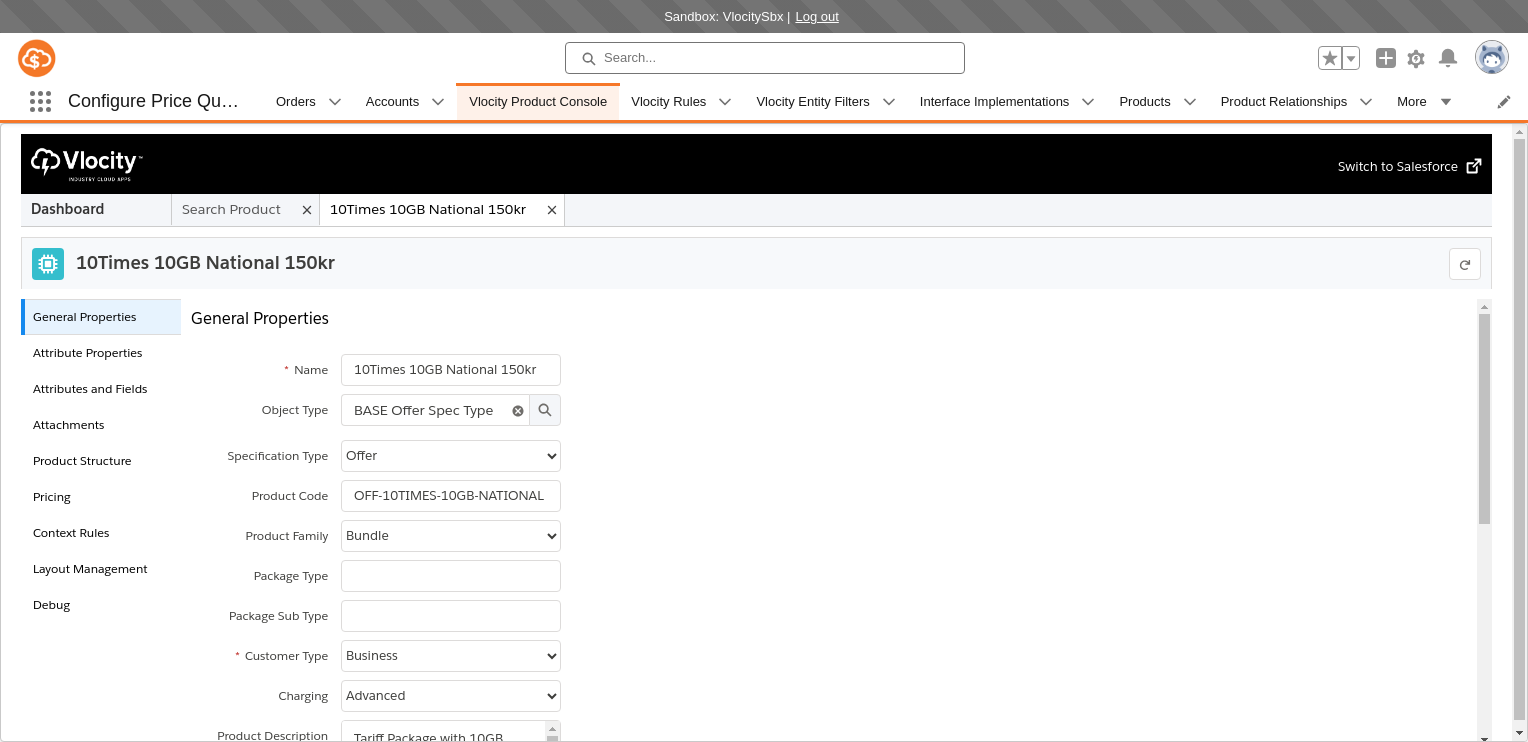 Sandbox: VlocitySbx | Log out
Search...
Configure Price Qu...
Orders
Accounts
Vlocity Product Console
Vlocity Rules
Vlocity Entity Filters
Interface Implementations
Products
Product Relationships
More
Vlocity™
INDUSTRY CLOUD APPS
Switch to Salesforce
Dashboard
Search Product
10Times 10GB National 150kr
10Times 10GB National 150kr
General Properties
Attribute Properties
Attributes and Fields
Attachments
Product Structure
Pricing
Context Rules
Layout Management
Debug
General Properties
* Name 10Times 10GB National 150kr
Object Type BASE Offer Spec Type
Specification Type Offer
Product Code OFF-10TIMES-10GB-NATIONAL
Product Family Bundle
Package Type
Package Sub Type
* Customer Type Business
Charging Advanced
Product Description Tariff Package with 10GB